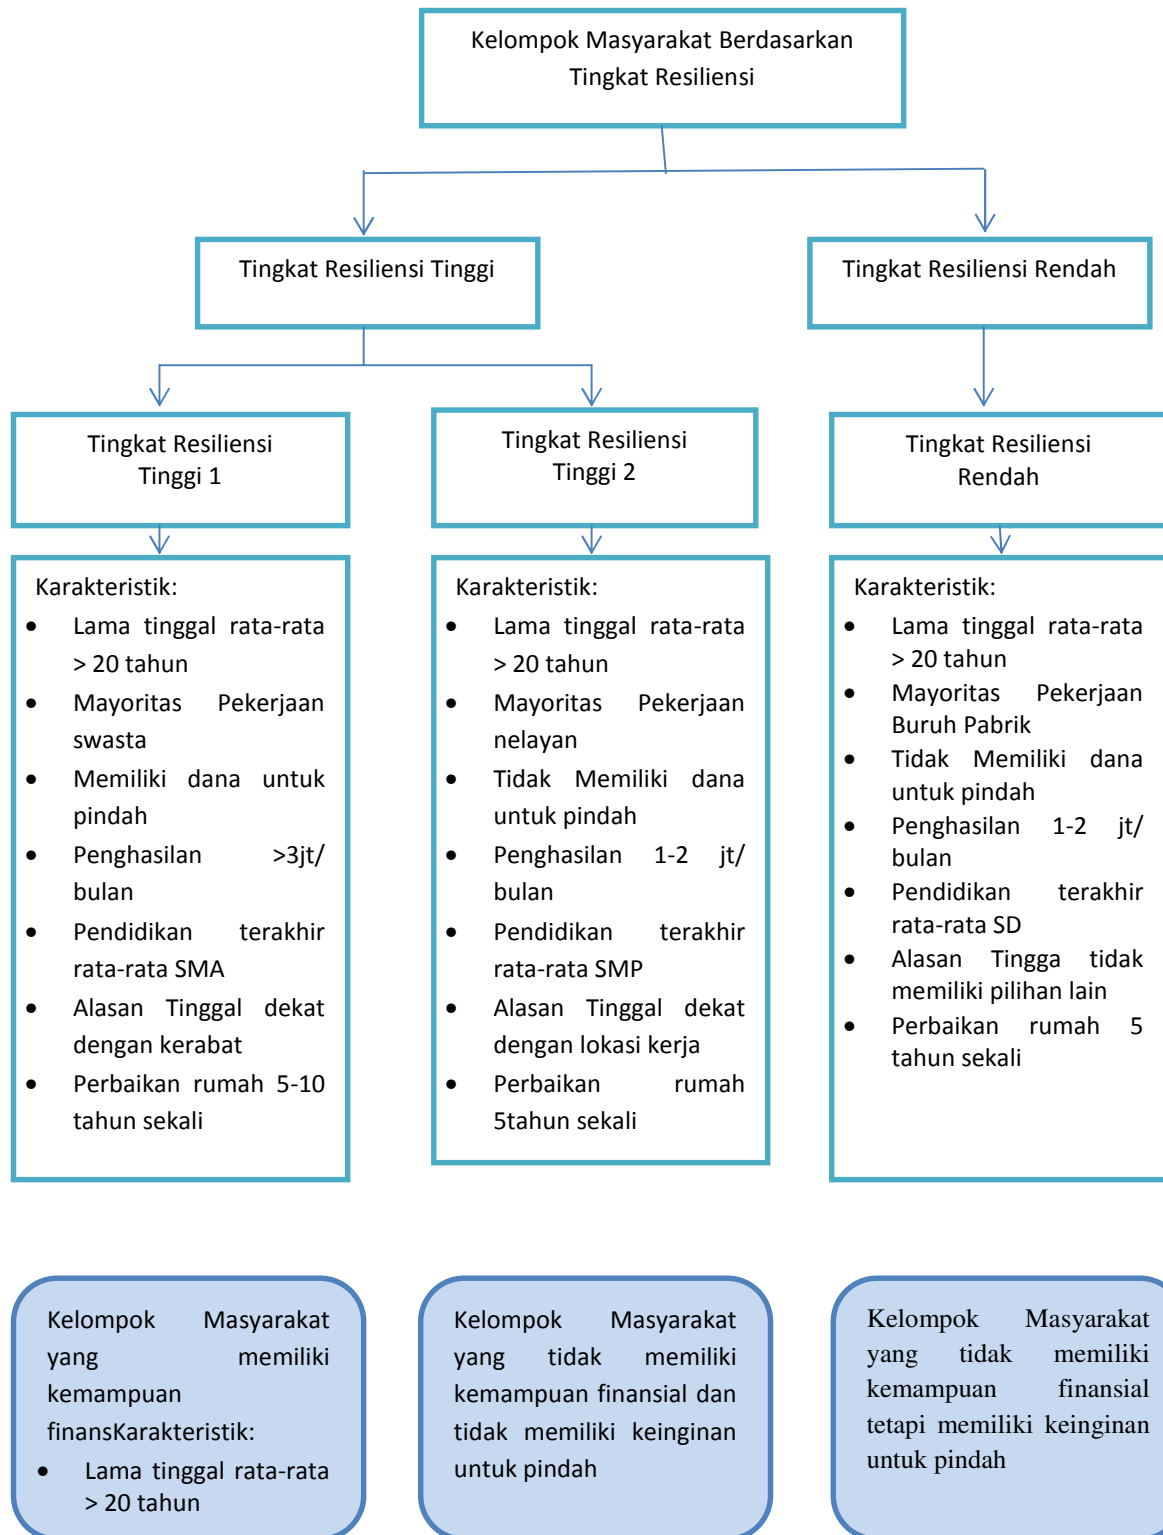 Kelompok Masyarakat Berdasarkan
Tingkat Resiliensi
Tingkat Resiliensi Tinggi
Tingkat Resiliensi Rendah
Tingkat Resiliensi
Tinggi 1
Tingkat Resiliensi
Tinggi 2
Tingkat Resiliensi
Rendah
Karakteristik:
• Lama tinggal rata-rata
> 20 tahun
• Mayoritas Pekerjaan
swasta
• Memiliki dana untuk
pindah
• Penghasilan >3jt/
bulan
• Pendidikan terakhir
rata-rata SMA
• Alasan Tinggal dekat
dengan kerabat
• Perbaikan rumah 5-10
tahun sekali
Karakteristik:
• Lama tinggal rata-rata
> 20 tahun
• Mayoritas Pekerjaan
nelayan
• Tidak Memiliki dana
untuk pindah
• Penghasilan 1-2 jt/
bulan
• Pendidikan terakhir
rata-rata SMP
• Alasan Tinggal dekat
dengan lokasi kerja
• Perbaikan rumah
5tahun sekali
Karakteristik:
• Lama tinggal rata-rata
> 20 tahun
• Mayoritas Pekerjaan
Buruh Pabrik
• Tidak Memiliki dana
untuk pindah
• Penghasilan 1-2 jt/
bulan
• Pendidikan terakhir
rata-rata SD
• Alasan Tingga tidak
memiliki pilihan lain
• Perbaikan rumah 5
tahun sekali
Kelompok Masyarakat
yang memiliki
kemampuan
finansKarakteristik:
• Lama tinggal rata-rata
> 20 tahun
Kelompok Masyarakat
yang tidak memiliki
kemampuan finansial dan
tidak memiliki keinginan
untuk pindah
Kelompok Masyarakat
yang tidak memiliki
kemampuan finansial
tetapi memiliki keinginan
untuk pindah